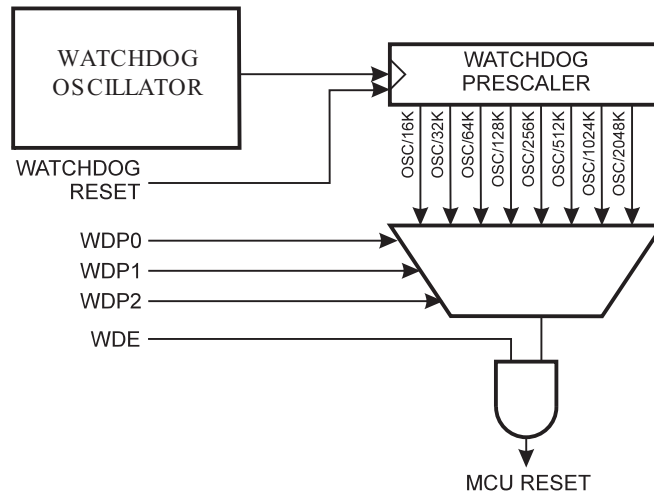 WATCHDOG
OSCILLATOR
WATCHDOG
PRESCALER
WATCHDOG
RESET
OSC/16K
OSC/32K
OSC/64K
OSC/128K
OSC/256K
OSC/512K
OSC/1024K
OSC/2048K
WDP0
WDP1
WDP2
WDE
MCU RESET